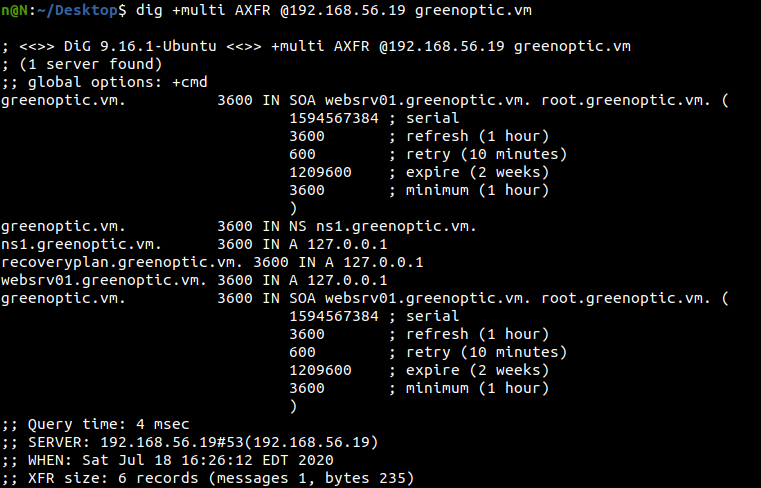 n@N:~/Desktop$ dig +multi AXFR @192.168.56.19 greenoptic.vm
; <<>> DiG 9.16.1-Ubuntu <<>> +multi AXFR @192.168.56.19 greenoptic.vm
; (1 server found)
;; global options: +cmd
greenoptic.vm. 3600 IN SOA websrv01.greenoptic.vm. root.greenoptic.vm. (
1594567384 ; serial
3600 ; refresh (1 hour)
600 ; retry (10 minutes)
1209600 ; expire (2 weeks)
3600 ; minimum (1 hour)
)
greenoptic.vm. 3600 IN NS ns1.greenoptic.vm.
ns1.greenoptic.vm. 3600 IN A 127.0.0.1
recoveryplan.greenoptic.vm. 3600 IN A 127.0.0.1
websrv01.greenoptic.vm. 3600 IN A 127.0.0.1
greenoptic.vm. 3600 IN SOA websrv01.greenoptic.vm. root.greenoptic.vm. (
1594567384 ; serial
3600 ; refresh (1 hour)
600 ; retry (10 minutes)
1209600 ; expire (2 weeks)
3600 ; minimum (1 hour)
)
;; Query time: 4 msec
;; SERVER: 192.168.56.19#53(192.168.56.19)
;; WHEN: Sat Jul 18 16:26:12 EDT 2020
;; XFR size: 6 records (messages 1, bytes 235)